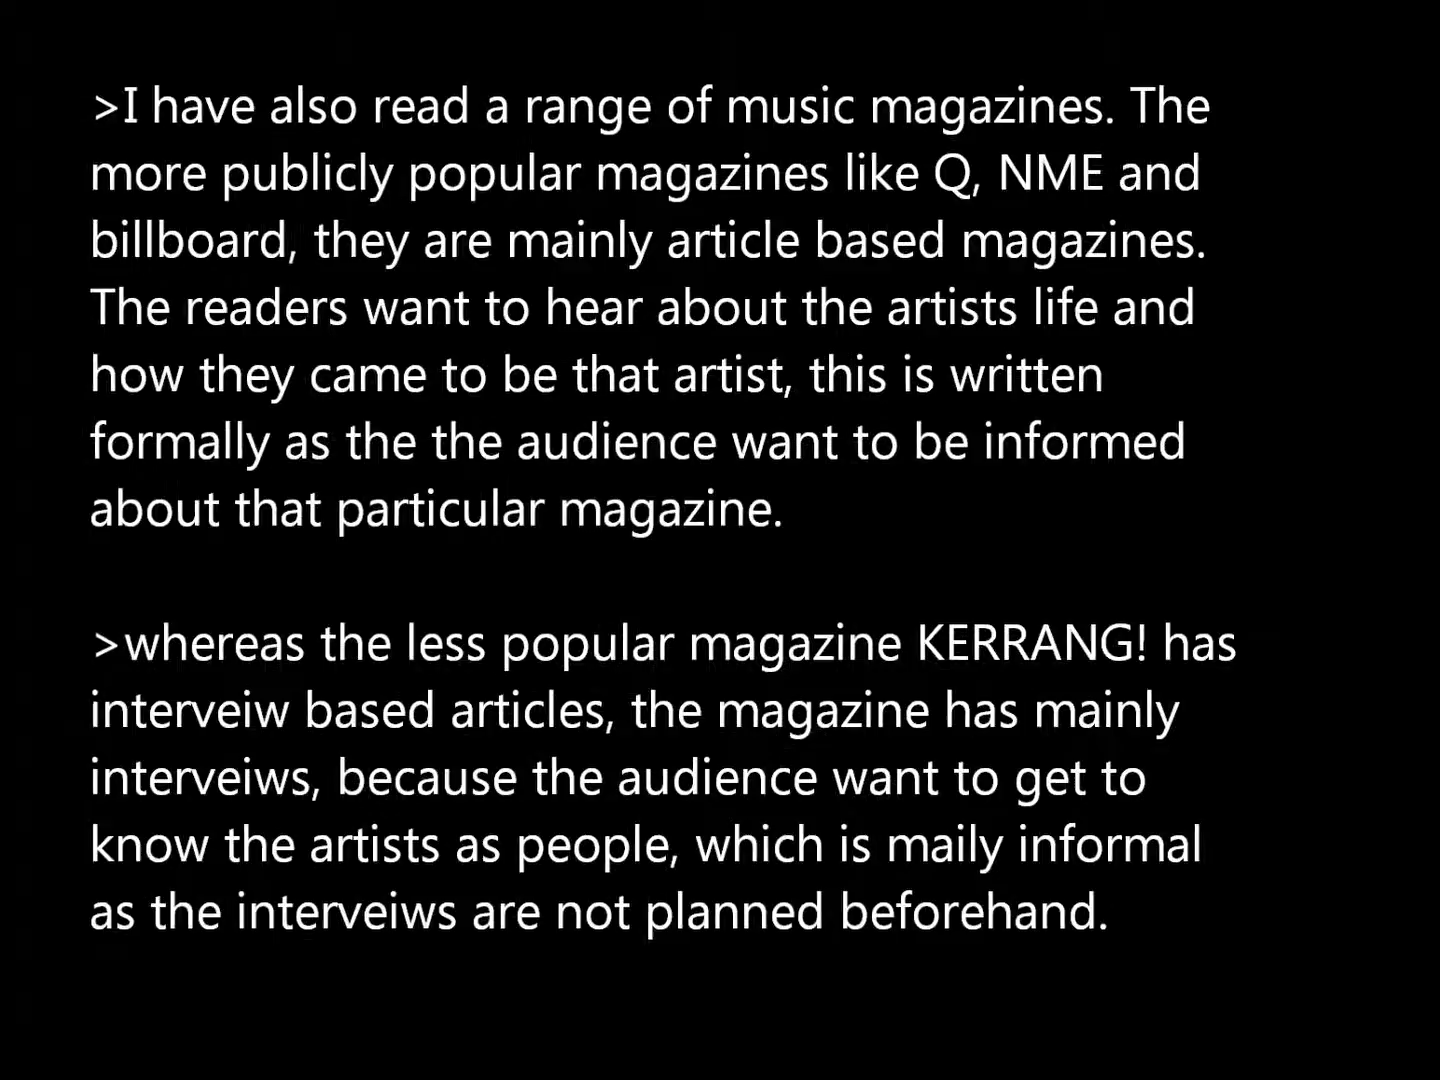 >I have also read a range of music magazines. The
more publicly popular magazines like Q, NME and
billboard, they are mainly article based magazines.
The readers want to hear about the artists life and
how they came to be that artist, this is written
formally as the the audience want to be informed
about that particular magazine.
>whereas the less popular magazine KERRANG! has
interveiw based articles, the magazine has mainly
interveiws, because the audience want to get to
know the artists as people, which is maily informal
as the interveiws are not planned beforehand.